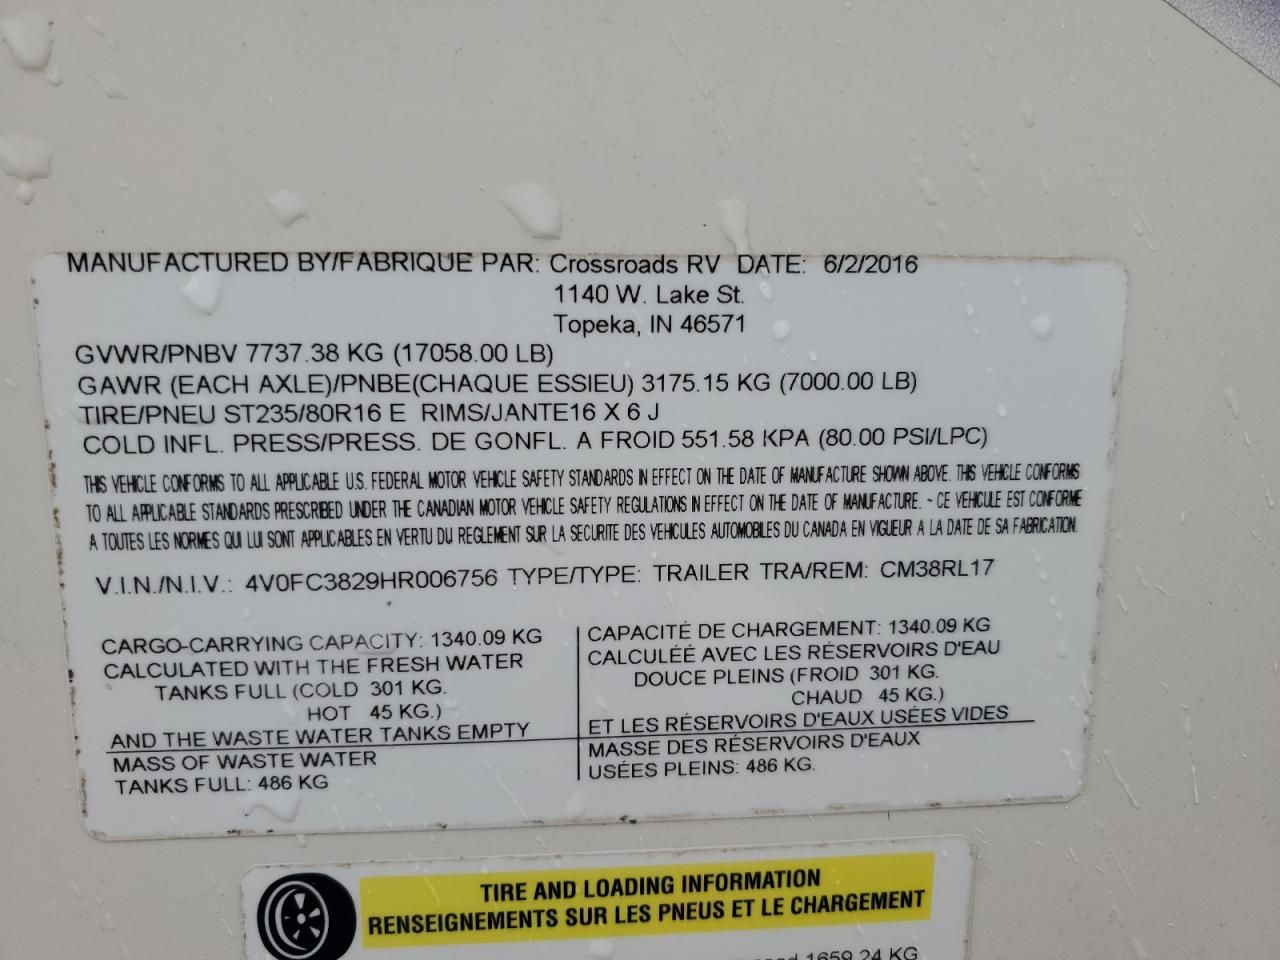 MANUFACTURED BY/FABRIQUE PAR: Crossroads RV DATE: 6/2/2016
1140 W. Lake St.
Topeka, IN 46571
GVWR/PNBV 7737.38 KG (17058.00 LB)
GAWR (EACH AXLE)/PNBE(CHAQUE ESSIEU) 3175.15 KG (7000.00 LB)
TIRE/PNEU ST235/80R16 E RIMS/JANTE16 X 6 J
COLD INFL. PRESS/PRESS. DE GONFL. A FROID 551.58 KPA (80.00 PSI/LPC)
THIS VEHICLE CONFORMS TO ALL APPLICABLE U.S. FEDERAL MOTOR VEHICLE SAFETY STANDARDS IN EFFECT ON THE DATE OF MANUFACTURE SHOWN ABOVE. THIS VEHICLE CONFORMS
TO ALL APPLICABLE STANDARDS PRESCRIBED UNDER THE CANADIAN MOTOR VEHICLE SAFETY REGULATIONS IN EFFECT ON THE DATE OF MANUFACTURE. ~ CE VEHICULE EST CONFORME
A TOUTES LES NORMES QUI LUI SONT APPLICABLES EN VERTU DU REGLEMENT SUR LA SECURITE DES VEHICULES AUTOMOBILES DU CANADA EN VIGUEUR A LA DATE DE SA FABRICATION.
V.I.N./N.I.V.: 4V0FC3829HR006756 TYPE/TYPE: TRAILER TRA/REM: CM38RL17
CARGO-CARRYING CAPACITY: 1340.09 KG
CALCULATED WITH THE FRESH WATER
TANKS FULL (COLD 301 KG.
HOT 45 KG.)
AND THE WASTE WATER TANKS EMPTY
MASS OF WASTE WATER
TANKS FULL: 486 KG
CAPACITÉ DE CHARGEMENT: 1340.09 KG
CALCULÉE AVEC LES RÉSERVOIRS D'EAU
DOUCE PLEINS (FROID 301 KG.
CHAUD 45 KG.)
ET LES RÉSERVOIRS D'EAUX USÉES VIDES
MASSE DES RÉSERVOIRS D'EAUX
USÉES PLEINS: 486 KG.
TIRE AND LOADING INFORMATION
RENSEIGNEMENTS SUR LES PNEUS ET LE CHARGEMENT
1659.24 KG